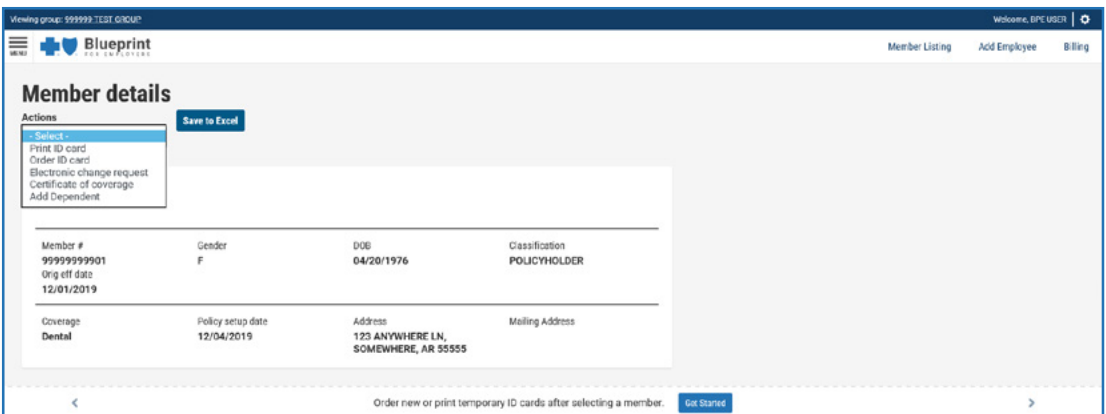 Viewing group: 999999 TEST GROUP
Welcome, BPE USER
MENU
Blueprint
FOR EMPLOYERS
Member Listing
Add Employee
Billing
Member details
Actions
Save to Excel
- Select -
Print ID card
Order ID card
Electronic change request
Certificate of coverage
Add Dependent
Member # Gender DOB Classification
99999999901 F 04/20/1976 POLICYHOLDER
Orig eff date
12/01/2019
Coverage Policy setup date Address Mailing Address
Dental 12/04/2019 123 ANYWHERE LN,
SOMEWHERE, AR 55555
Order new or print temporary ID cards after selecting a member. Get Started